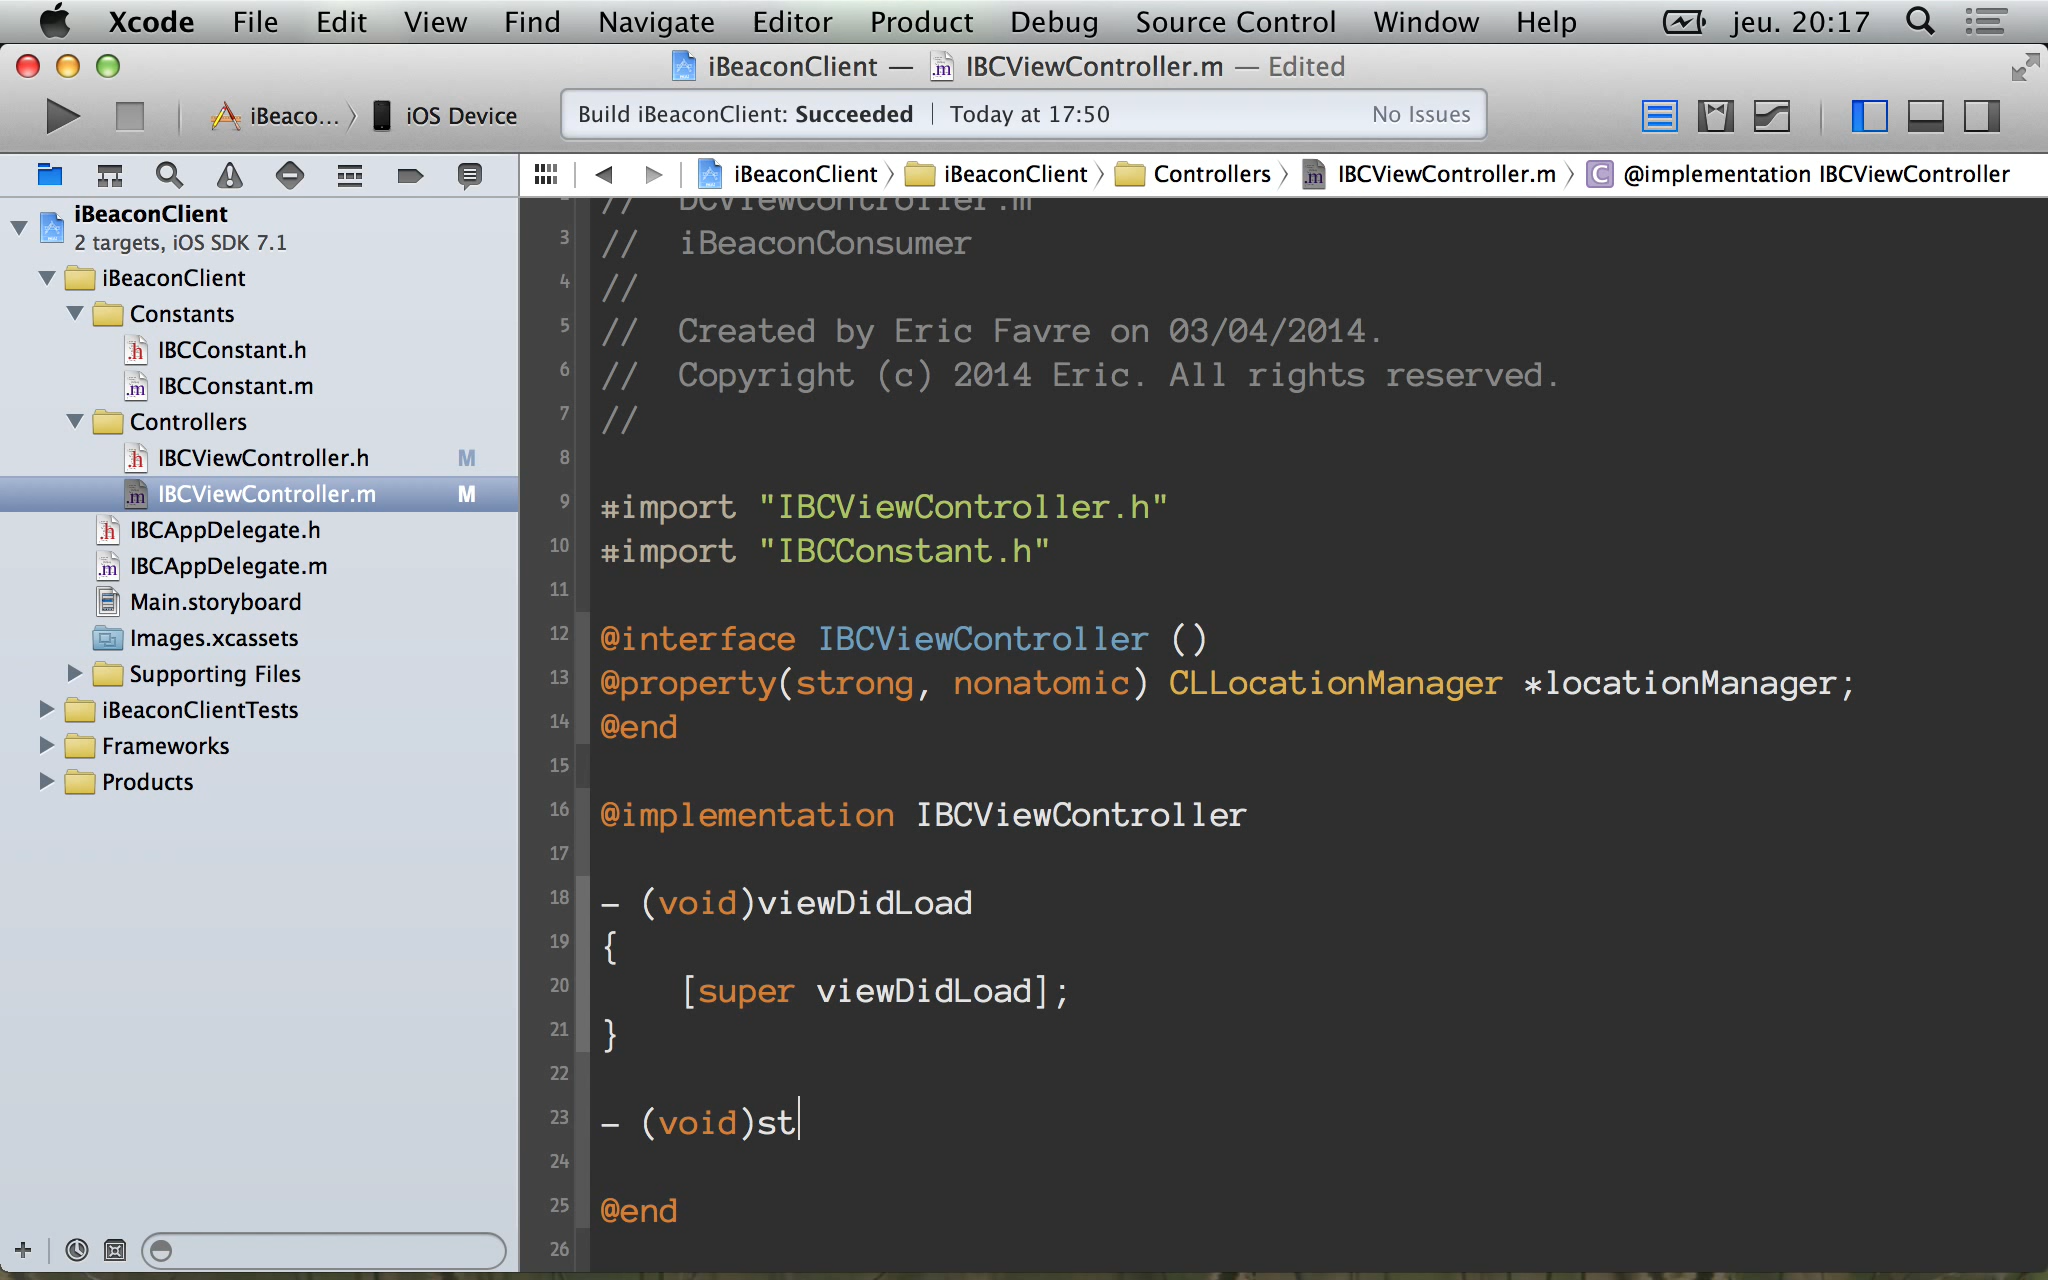 Xcode File Edit View Find Navigate Editor Product Debug Source Control Window Help jeu. 20:17
iBeaconClient — IBCViewController.m — Edited
iBeaco... iOS Device
Build iBeaconClient: Succeeded Today at 17:50 No Issues
iBeaconClient iBeaconClient Controllers IBCViewController.m @implementation IBCViewController
iBeaconClient
2 targets, iOS SDK 7.1
iBeaconClient
Constants
IBCConstant.h
IBCConstant.m
Controllers
IBCViewController.h M
IBCViewController.m M
IBCAppDelegate.h
IBCAppDelegate.m
Main.storyboard
Images.xcassets
Supporting Files
iBeaconClientTests
Frameworks
Products
// DCViewController.m
3 // iBeaconConsumer
4 //
5 // Created by Eric Favre on 03/04/2014.
6 // Copyright (c) 2014 Eric. All rights reserved.
7 //
8
9 #import "IBCViewController.h"
10 #import "IBCConstant.h"
11
12 @interface IBCViewController ()
13 @property(strong, nonatomic) CLLocationManager *locationManager;
14 @end
15
16 @implementation IBCViewController
17
18 - (void)viewDidLoad
19 {
20 [super viewDidLoad];
21 }
22
23 - (void)st
24
25 @end
26